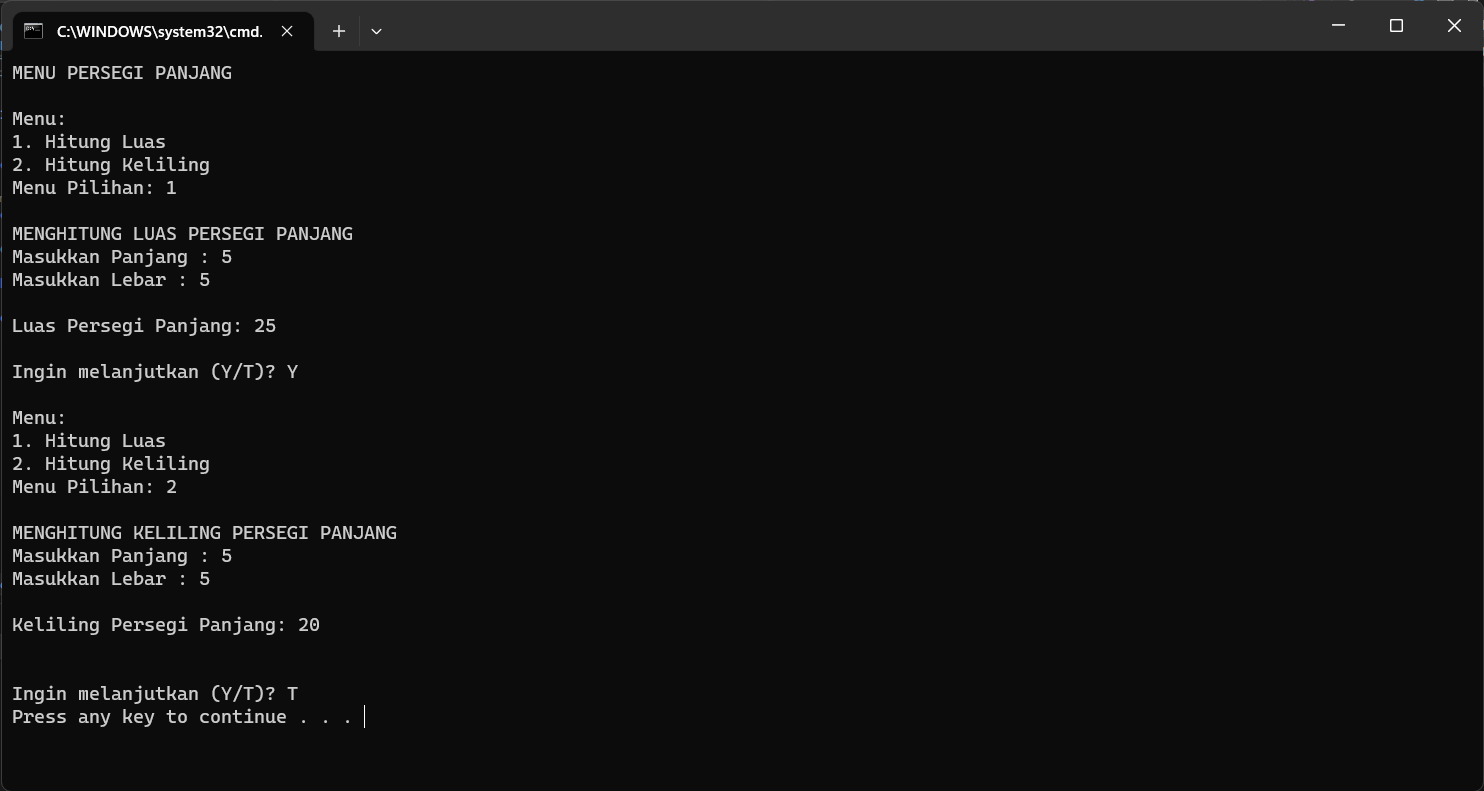 C:\WINDOWS\system32\cmd.
MENU PERSEGI PANJANG
Menu:
1. Hitung Luas
2. Hitung Keliling
Menu Pilihan: 1
MENGHITUNG LUAS PERSEGI PANJANG
Masukkan Panjang : 5
Masukkan Lebar : 5
Luas Persegi Panjang: 25
Ingin melanjutkan (Y/T)? Y
Menu:
1. Hitung Luas
2. Hitung Keliling
Menu Pilihan: 2
MENGHITUNG KELILING PERSEGI PANJANG
Masukkan Panjang : 5
Masukkan Lebar : 5
Keliling Persegi Panjang: 20
Ingin melanjutkan (Y/T)? T
Press any key to continue . . .